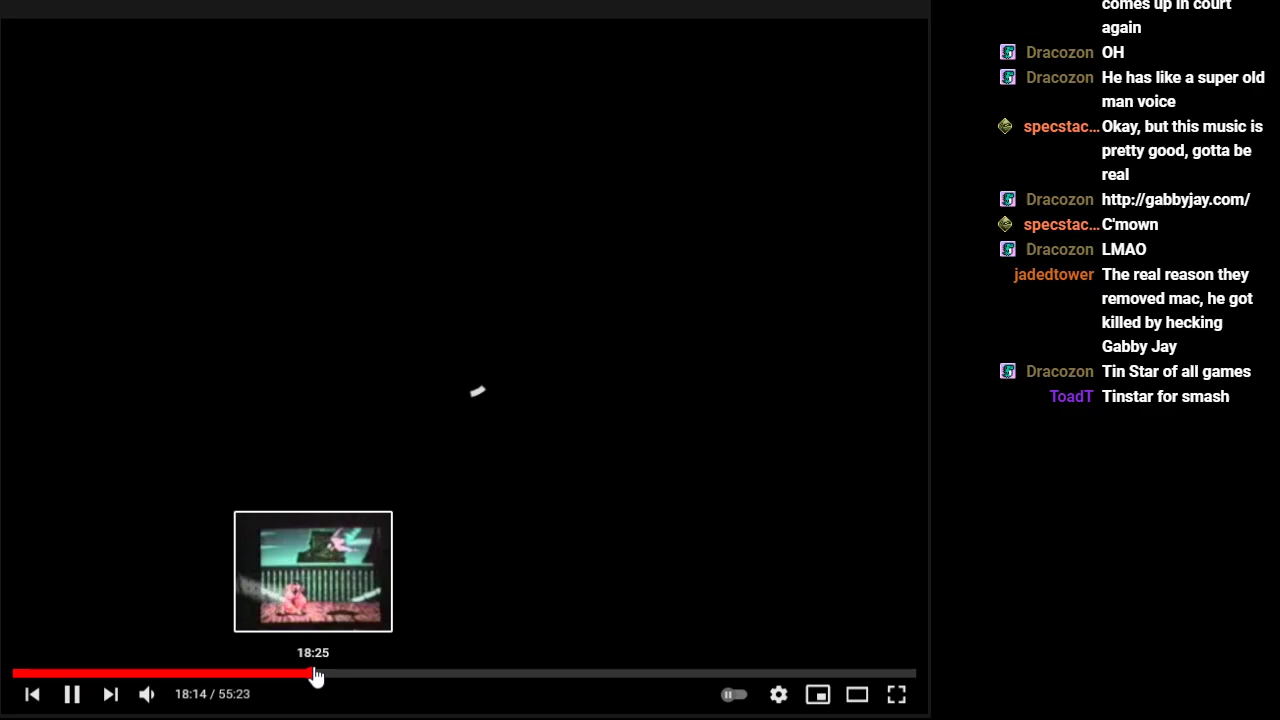 comes up in court
again
Dracozon OH
Dracozon He has like a super old
man voice
specstac… Okay, but this music is
pretty good, gotta be
real
Dracozon http://gabbyjay.com/
specstac… C'mown
Dracozon LMAO
jadedtower The real reason they
removed mac, he got
killed by hecking
Gabby Jay
Dracozon Tin Star of all games
ToadT Tinstar for smash
18:25
18:14 / 55:23